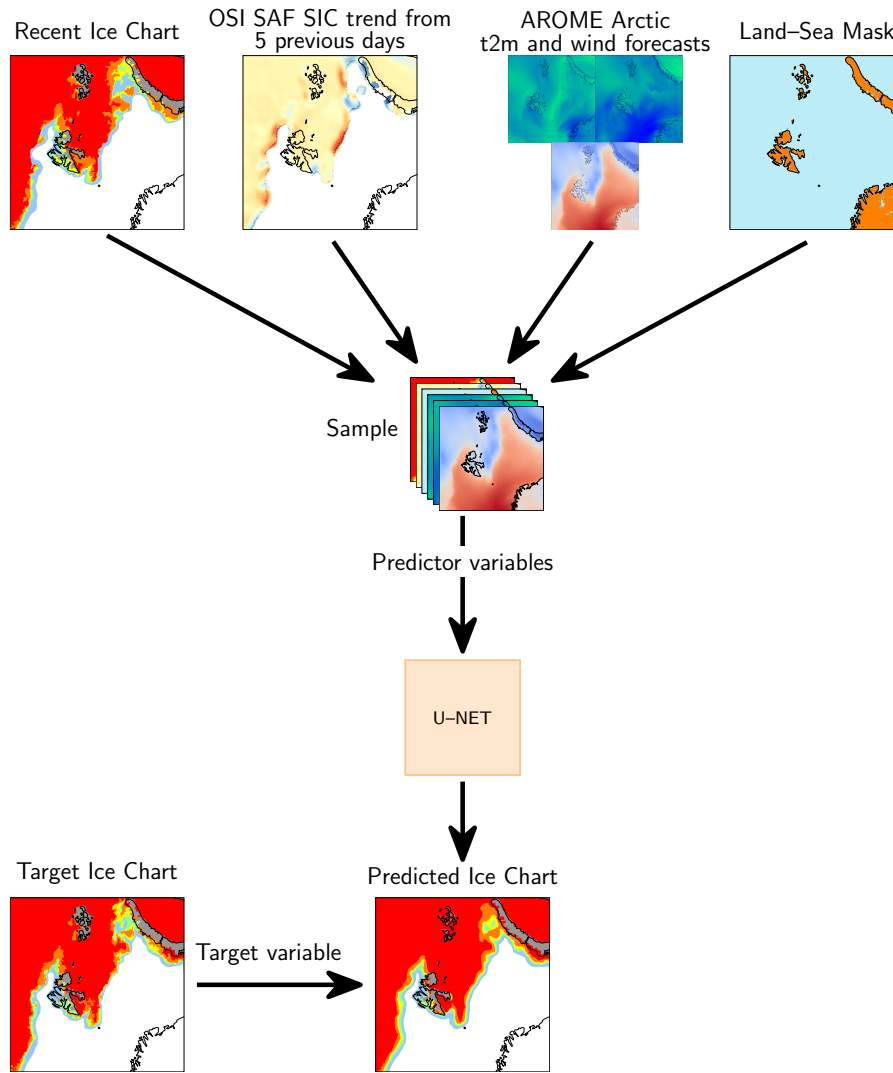 Recent Ice Chart
OSI SAF SIC trend from
5 previous days
AROME Arctic
t2m and wind forecasts
Land–Sea Mask
Sample
Predictor variables
U–NET
Target Ice Chart
Predicted Ice Chart
Target variable